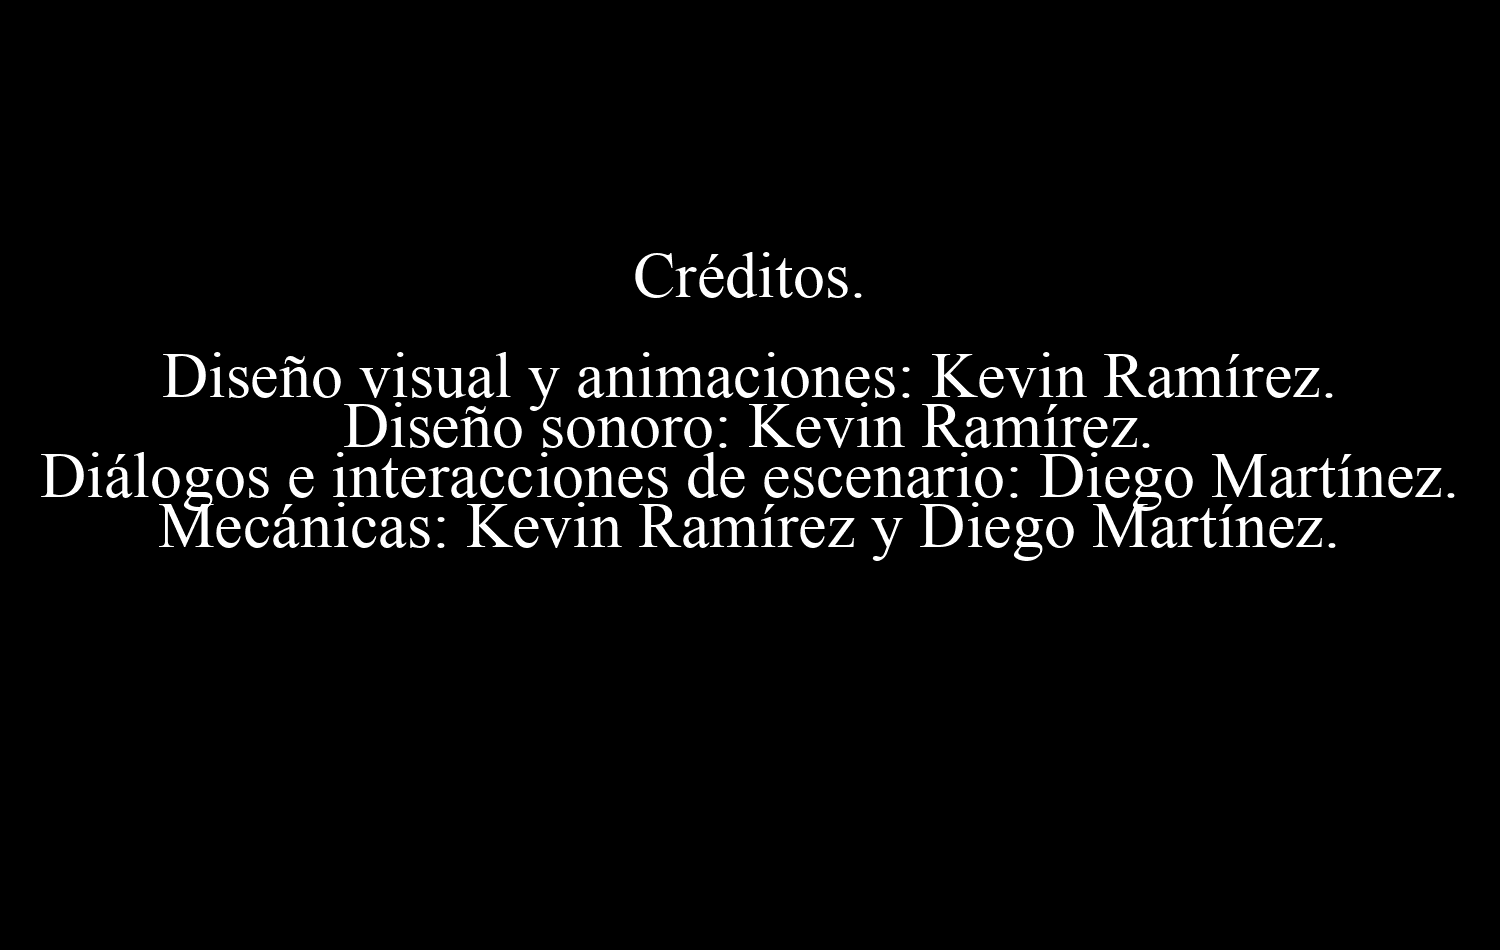 Créditos.
Diseño visual y animaciones: Kevin Ramírez.
Diseño sonoro: Kevin Ramírez.
Diálogos e interacciones de escenario: Diego Martínez.
Mecánicas: Kevin Ramírez y Diego Martínez.